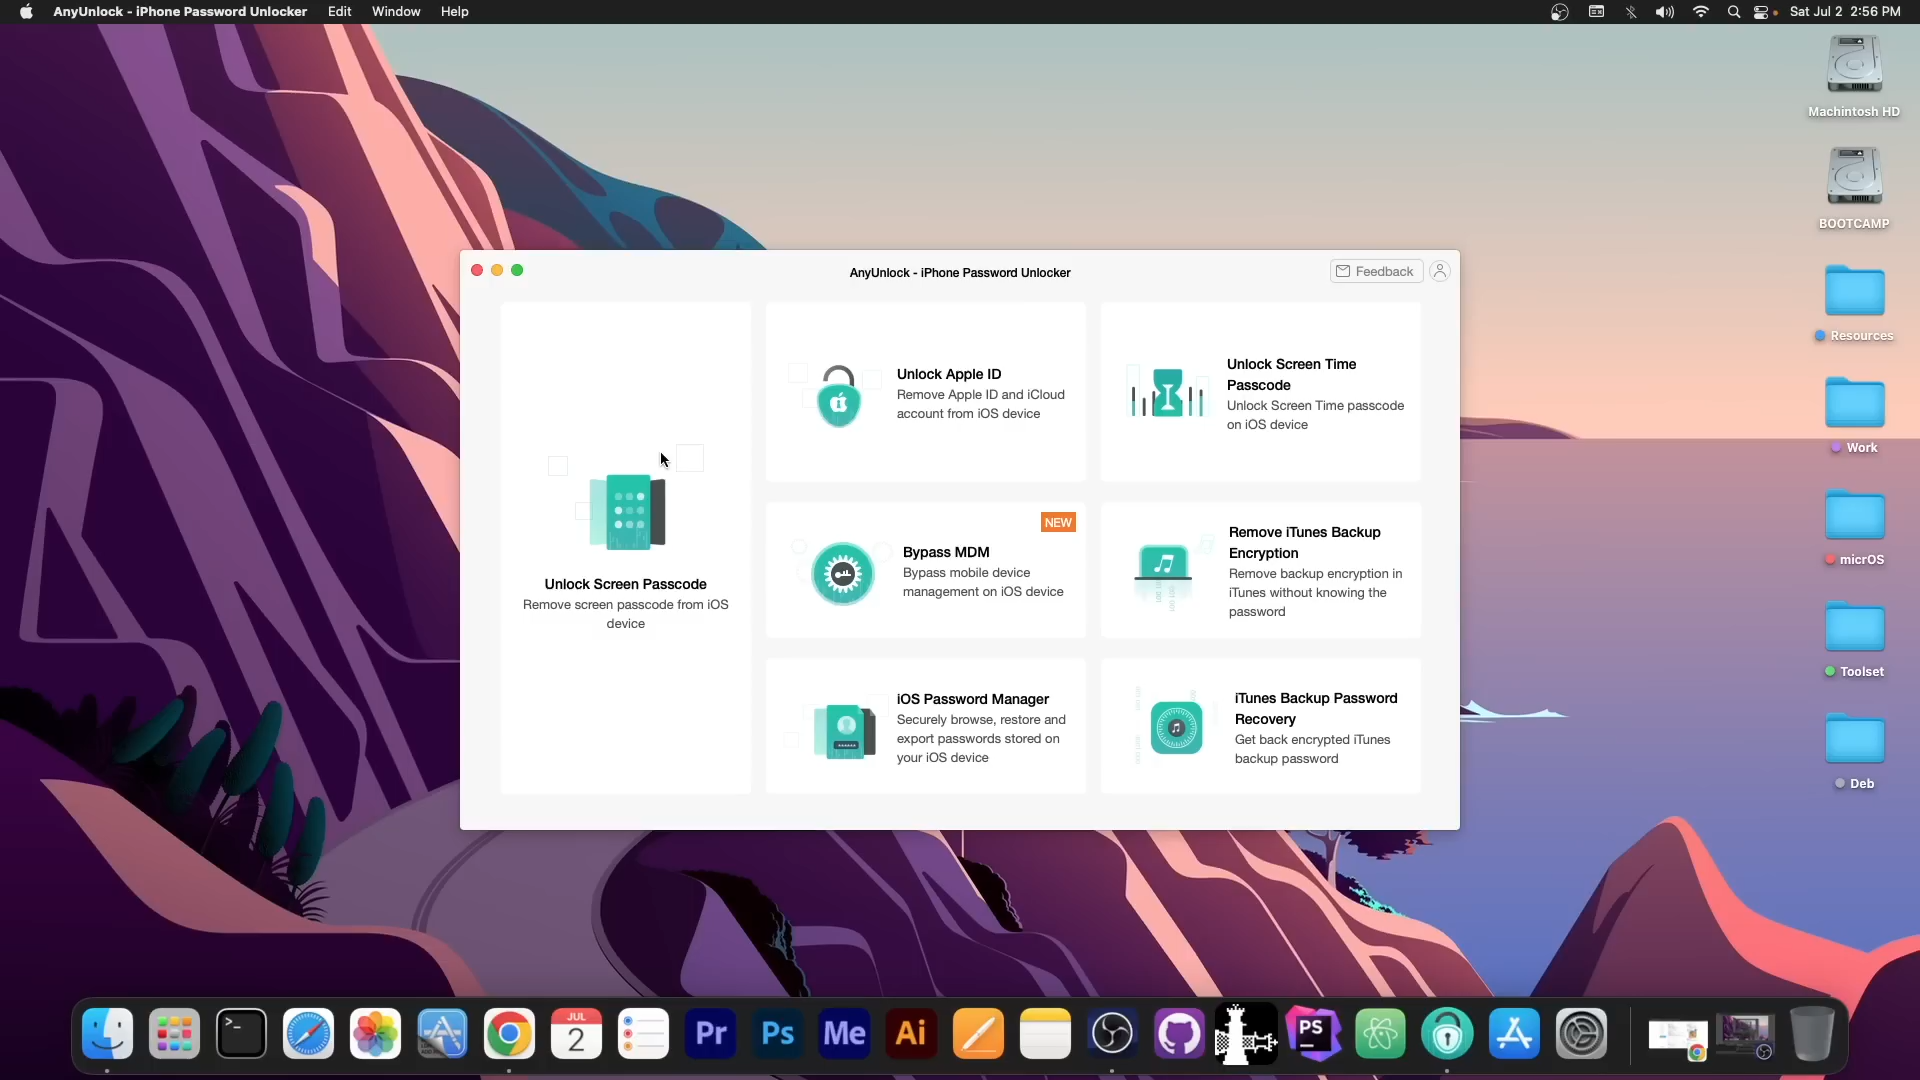 AnyUnlock - iPhone Password Unlocker Edit Window Help Sat Jul 2 2:56 PM
Machintosh HD
BOOTCAMP
Resources
Work
micrOS
Toolset
Deb
AnyUnlock - iPhone Password Unlocker
Feedback
Unlock Screen Passcode
Remove screen passcode from iOS
device
Unlock Apple ID
Remove Apple ID and iCloud
account from iOS device
Unlock Screen Time
Passcode
Unlock Screen Time passcode
on iOS device
NEW
Bypass MDM
Bypass mobile device
management on iOS device
Remove iTunes Backup
Encryption
Remove backup encryption in
iTunes without knowing the
password
iOS Password Manager
Securely browse, restore and
export passwords stored on
your iOS device
iTunes Backup Password
Recovery
Get back encrypted iTunes
backup password
JUL
2
Pr
Ps
Me
Ai
PS